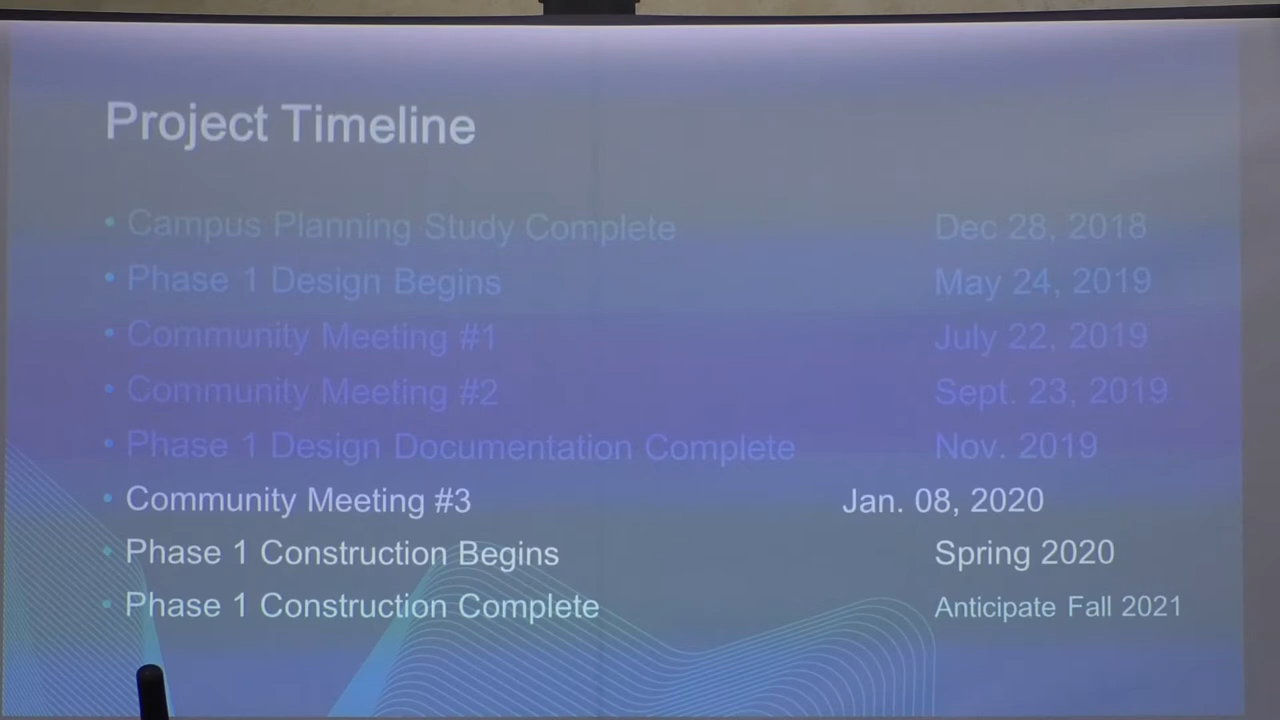 Project Timeline
• Campus Planning Study Complete Dec 28, 2018
• Phase 1 Design Begins May 24, 2019
• Community Meeting #1 July 22, 2019
• Community Meeting #2 Sept. 23, 2019
• Phase 1 Design Documentation Complete Nov. 2019
• Community Meeting #3 Jan. 08, 2020
• Phase 1 Construction Begins Spring 2020
• Phase 1 Construction Complete Anticipate Fall 2021